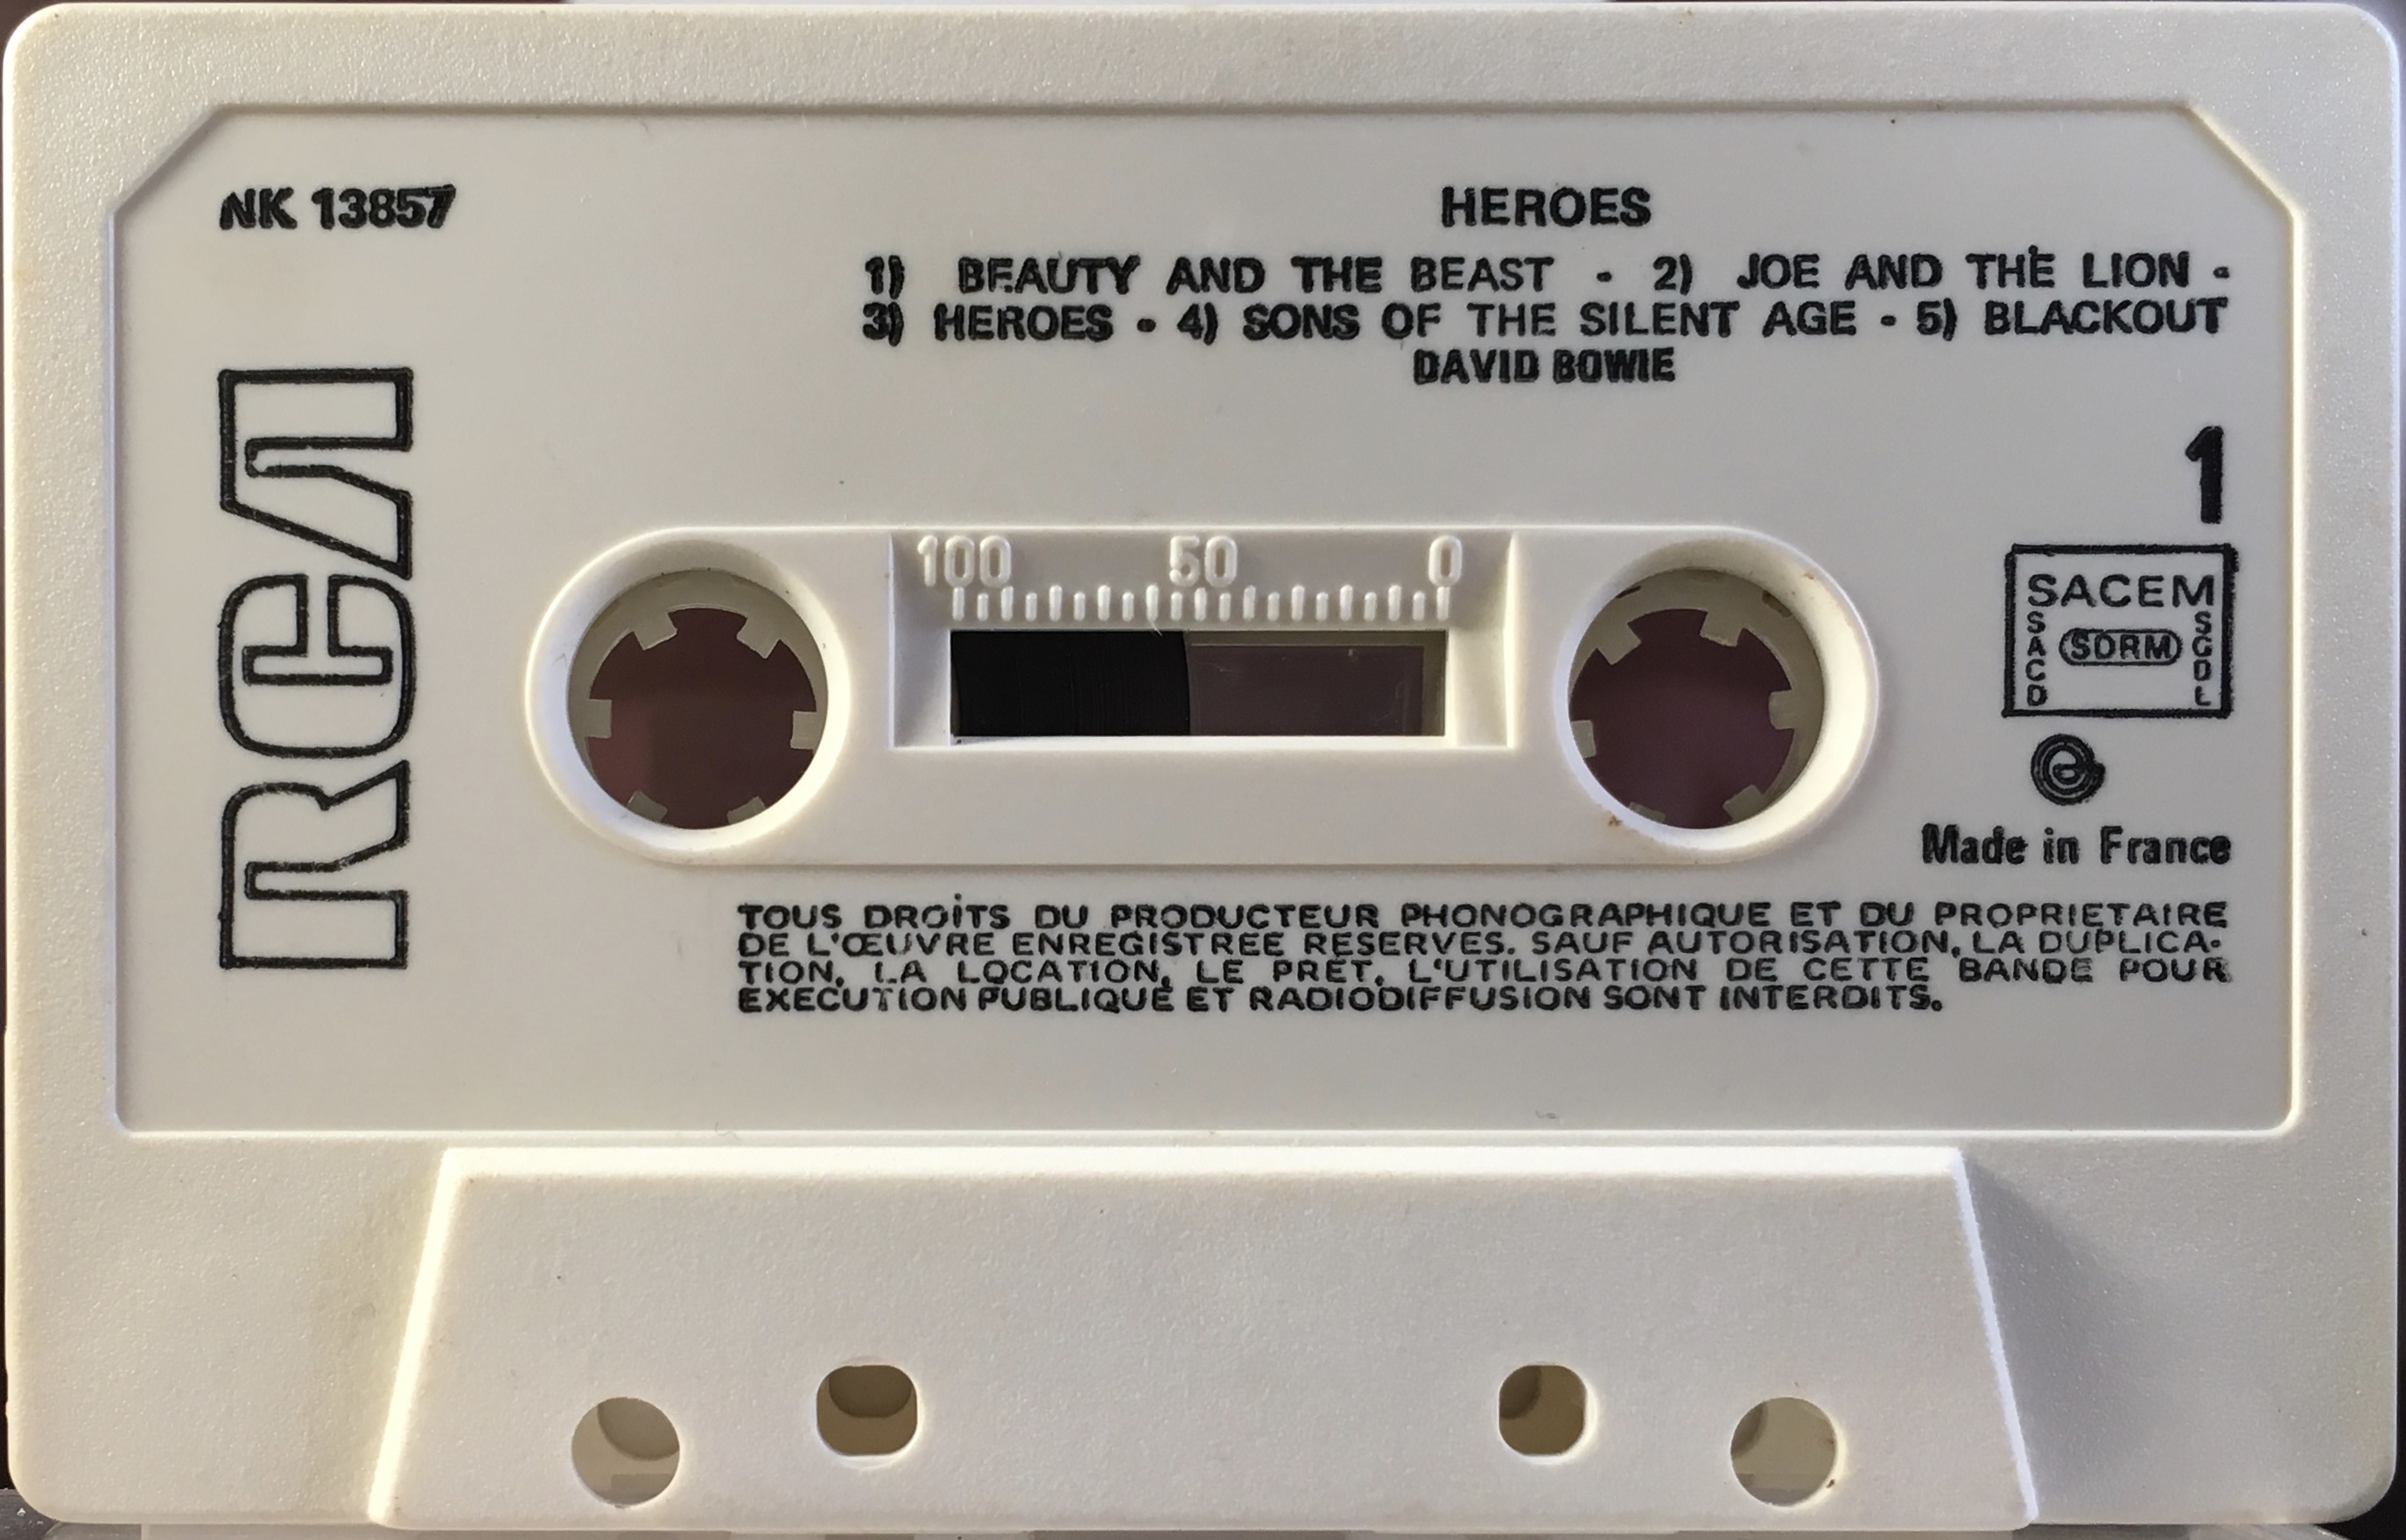 NK 13857
HEROES
1) BEAUTY AND THE BEAST - 2) JOE AND THE LION -
3) HEROES - 4) SONS OF THE SILENT AGE - 5) BLACKOUT
DAVID BOWIE
RCA
1
100 50 0
SACEM
SACD
SDRM
SGDL
Made in France
TOUS DROITS DU PRODUCTEUR PHONOGRAPHIQUE ET DU PROPRIETAIRE
DE L'ŒUVRE ENREGISTREE RESERVES. SAUF AUTORISATION, LA DUPLICA-
TION, LA LOCATION, LE PRÊT, L'UTILISATION DE CETTE BANDE POUR
EXECUTION PUBLIQUE ET RADIODIFFUSION SONT INTERDITS.